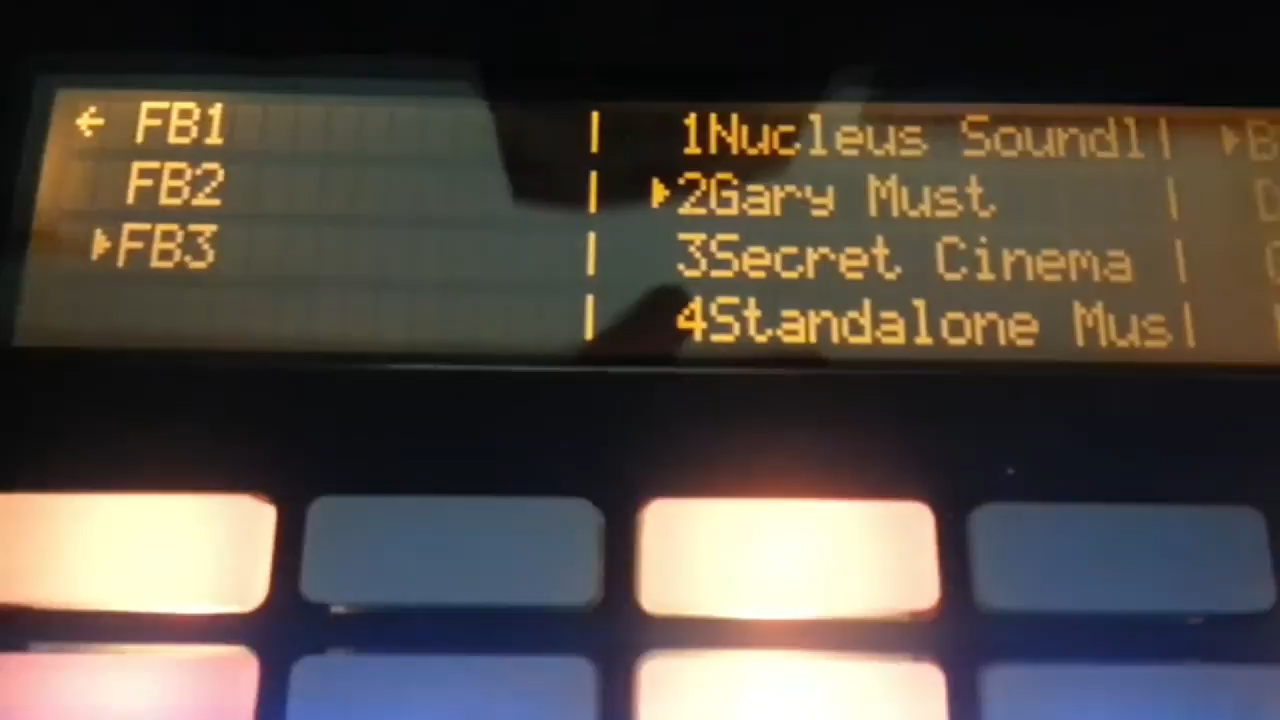 ← FB1 | 1Nucleus Soundl| ▸B
FB2 | ▸2Gary Must |
▸FB3 | 3Secret Cinema |
| 4Standalone Mus|